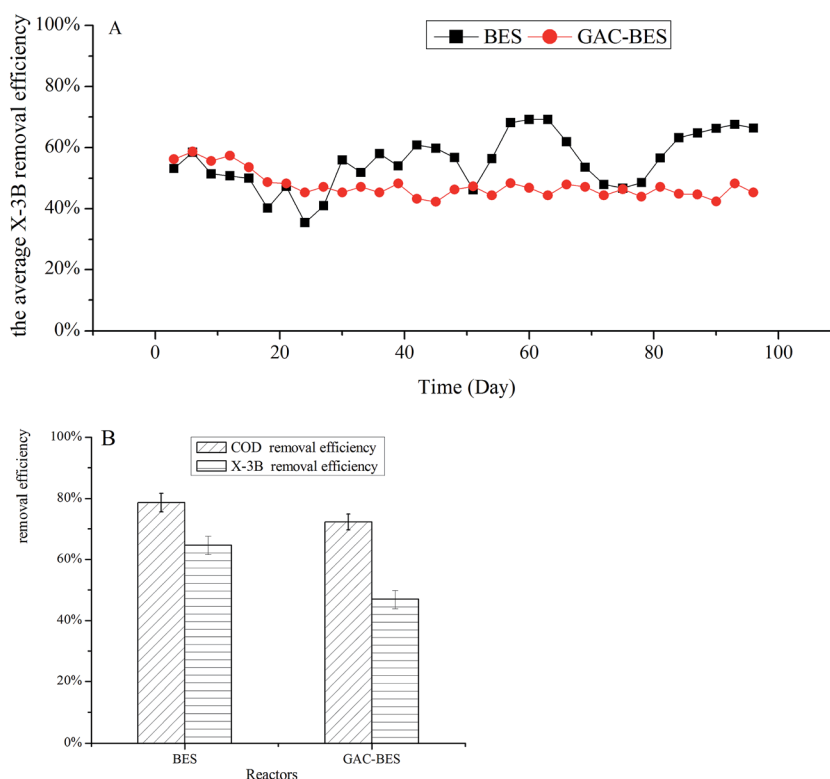 A
BES
GAC-BES
the average X-3B removal efficiency
100%
80%
60%
40%
20%
0%
0
20
40
60
80
100
Time (Day)
B
COD removal efficiency
X-3B removal efficiency
removal efficiency
100%
80%
60%
40%
20%
0%
BES
GAC-BES
Reactors